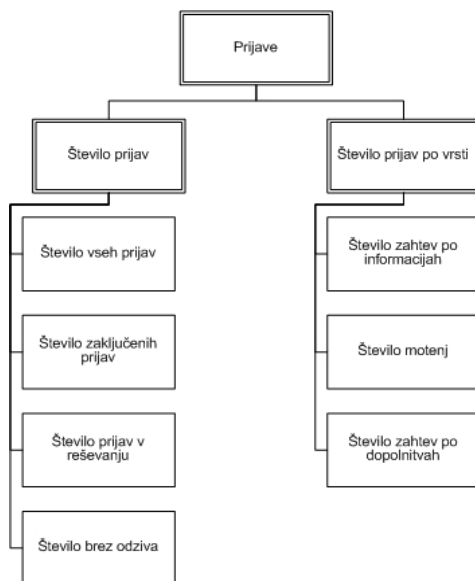 Prijave
Število prijav
Število prijav po vrsti
Število vseh prijav
Število zahtev po
informacijah
Število zaključenih
prijav
Število motenj
Število prijav v
reševanju
Število zahtev po
dopolnitvah
Število brez odziva